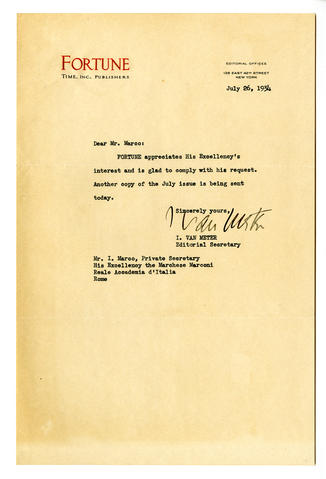 FORTUNE
TIME, INC. PUBLISHERS
EDITORIAL OFFICES
135 EAST 42ND STREET
NEW YORK
July 26, 1934
Dear Mr. Marco:
FORTUNE appreciates His Excellency's
interest and is glad to comply with his request.
Another copy of the July issue is being sent
today.
Sincerely yours,
I Van Meter
I. VAN METER
Editorial Secretary
Mr. I. Marco, Private Secretary
His Excellency the Marchese Marconi
Reale Accademia d'Italia
Rome